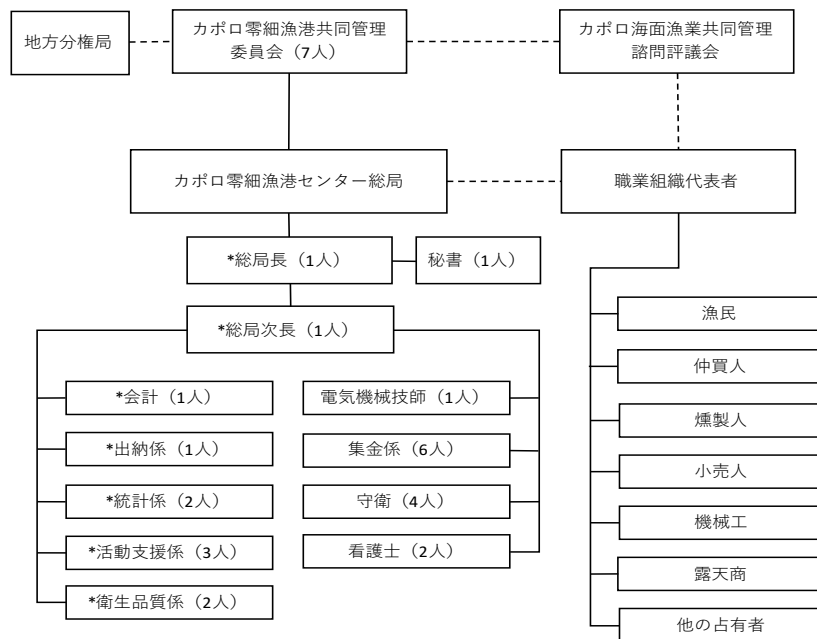 地方分権局
カポロ零細漁港共同管理
委員会（7人）
カポロ海面漁業共同管理
諮問評議会
カポロ零細漁港センター総局
職業組織代表者
*総局長（1人）
秘書（1人）
*総局次長（1人）
*会計（1人）
*出納係（1人）
*統計係（2人）
*活動支援係（3人）
*衛生品質係（2人）
電気機械技師（1人）
集金係（6人）
守衛（4人）
看護士（2人）
漁民
仲買人
燻製人
小売人
機械工
露天商
他の占有者